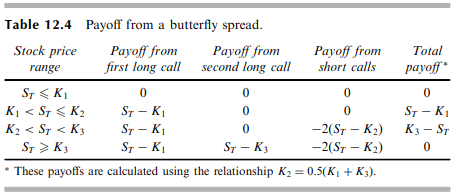 Table 12.4 Payoff from a butterfly spread.
Stock price Payoff from Payoff from Payoff from Total
range first long call second long call short calls payoff*
S_T ⩽ K_1 0 0 0 0
K_1 < S_T ⩽ K_2 S_T − K_1 0 0 S_T − K_1
K_2 < S_T < K_3 S_T − K_1 0 −2(S_T − K_2) K_3 − S_T
S_T ⩾ K_3 S_T − K_1 S_T − K_3 −2(S_T − K_2) 0
* These payoffs are calculated using the relationship K_2 = 0.5(K_1 + K_3).